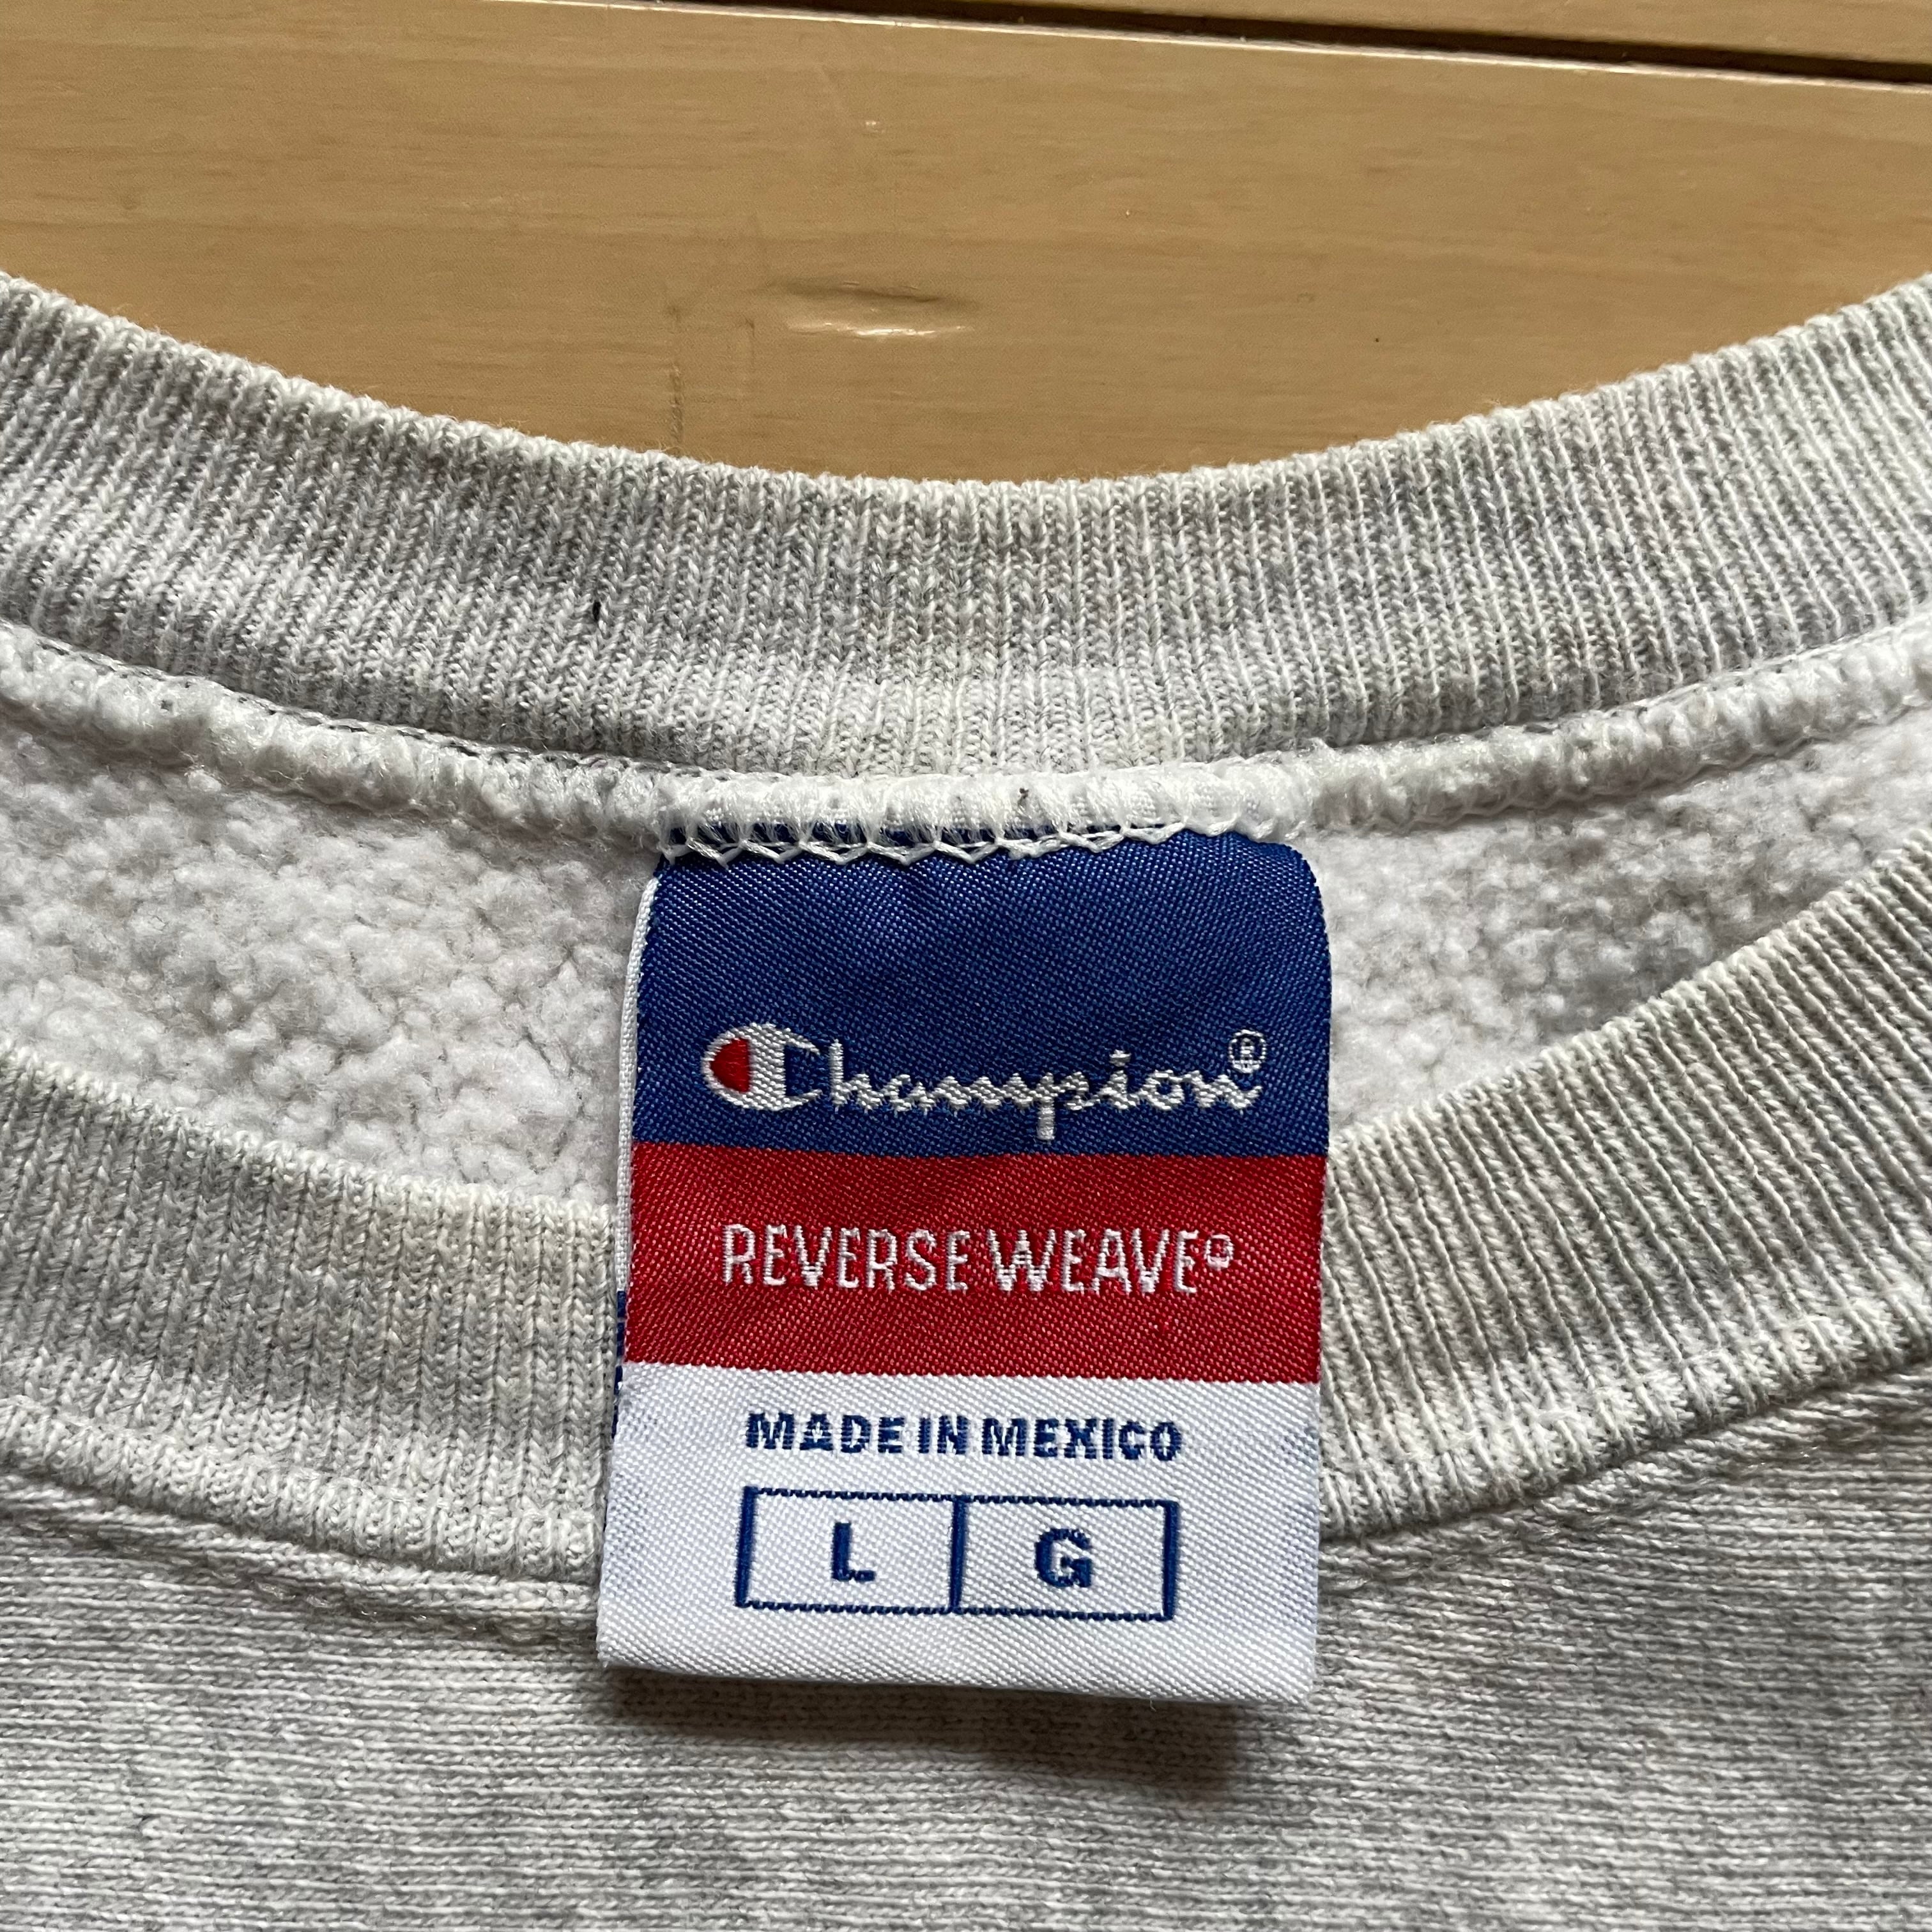 Champion®
REVERSE WEAVE®
MADE IN MEXICO
L G